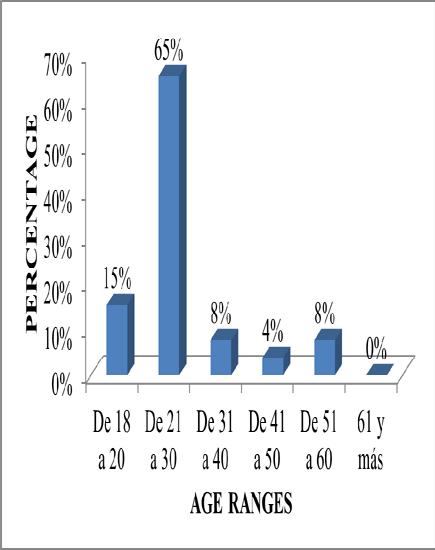 PERCENTAGE
70%
60%
50%
40%
30%
20%
10%
0%
15%
65%
8%
4%
8%
0%
De 18 a 20
De 21 a 30
De 31 a 40
De 41 a 50
De 51 a 60
61 y más
AGE RANGES